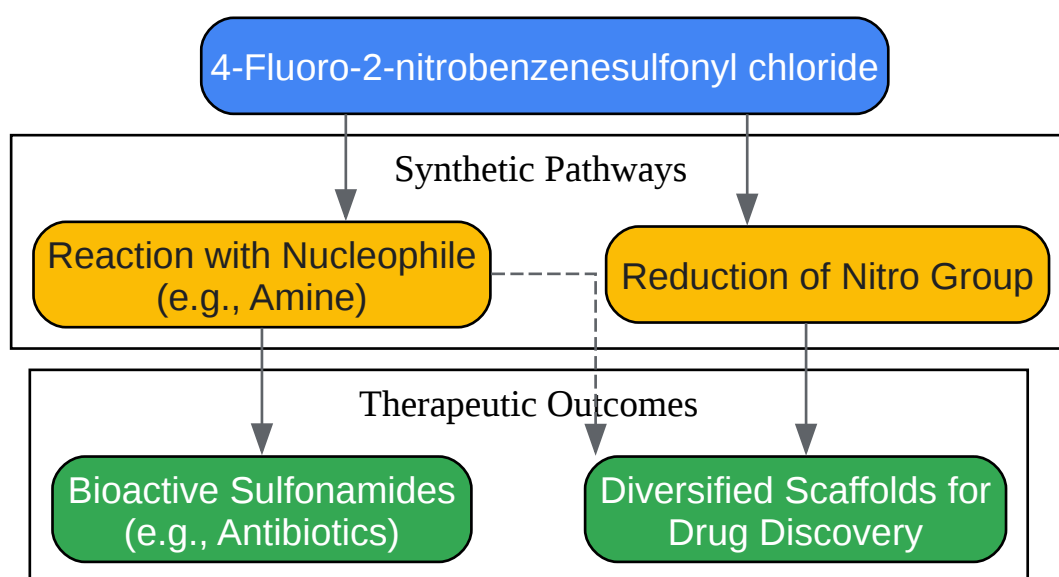 4-Fluoro-2-nitrobenzenesulfonyl chloride
Synthetic Pathways
Reaction with Nucleophile
(e.g., Amine)
Reduction of Nitro Group
Therapeutic Outcomes
Bioactive Sulfonamides
(e.g., Antibiotics)
Diversified Scaffolds for
Drug Discovery